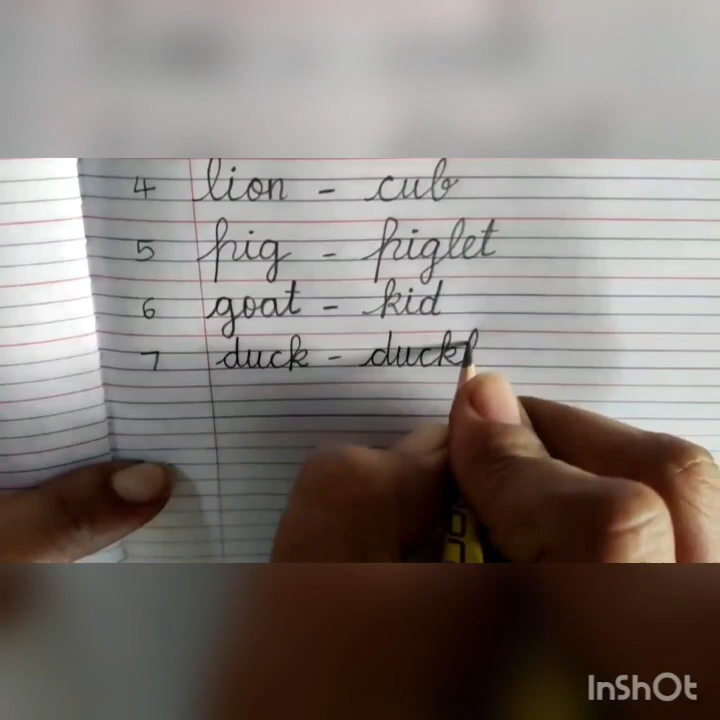 4 lion - cub
5 pig - piglet
6 goat - kid
7 duck - duckl
InShOt